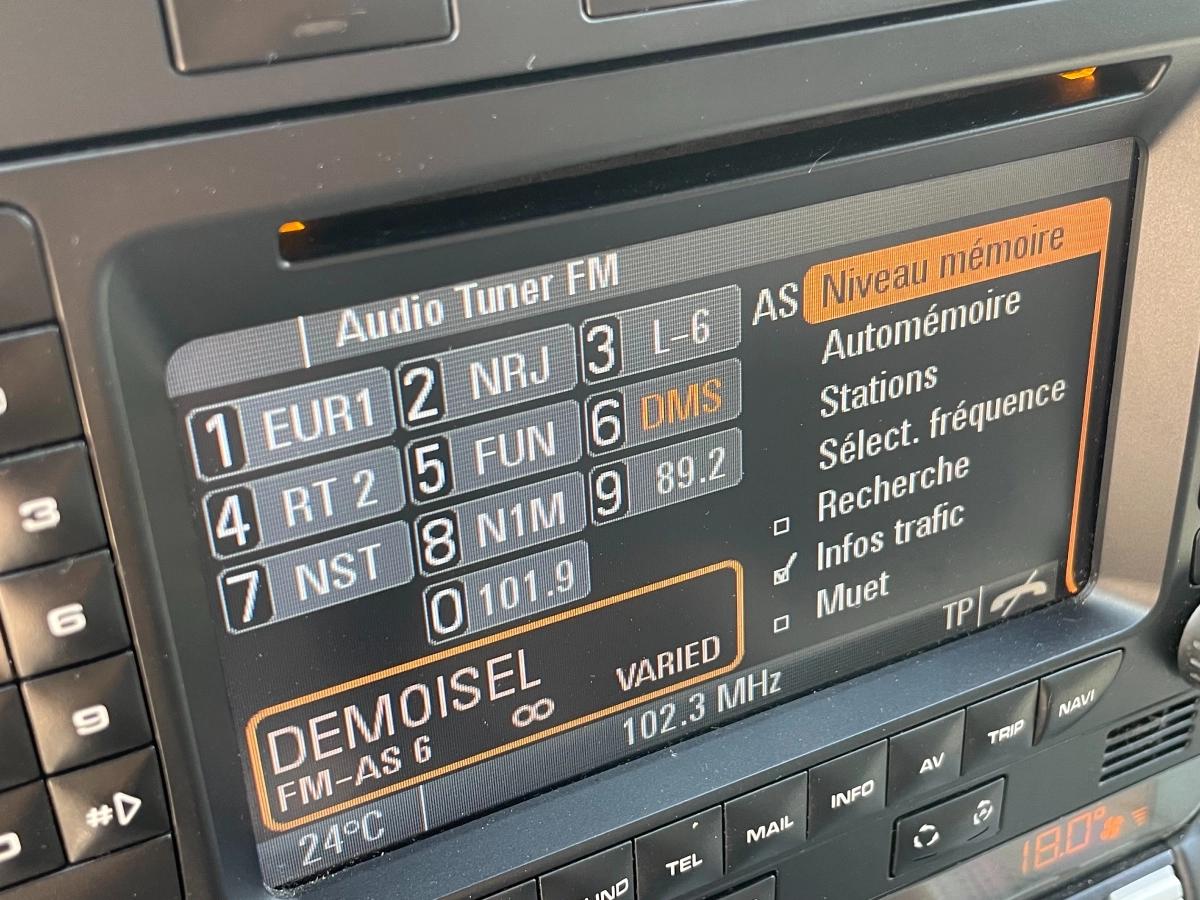 Audio Tuner FM
1 EUR1 2 NRJ 3 L-6
4 RT 2 5 FUN 6 DMS
7 NST 8 N1M 9 89.2
0 101.9
AS Niveau mémoire
Automémoire
Stations
Sélect. fréquence
Recherche
Infos trafic
Muet
DEMOISEL
VARIED
FM-AS 6
102.3 MHz
TP
24°C
3
6
9
#
TEL
MAIL
INFO
AV
TRIP
NAVI
18.0°